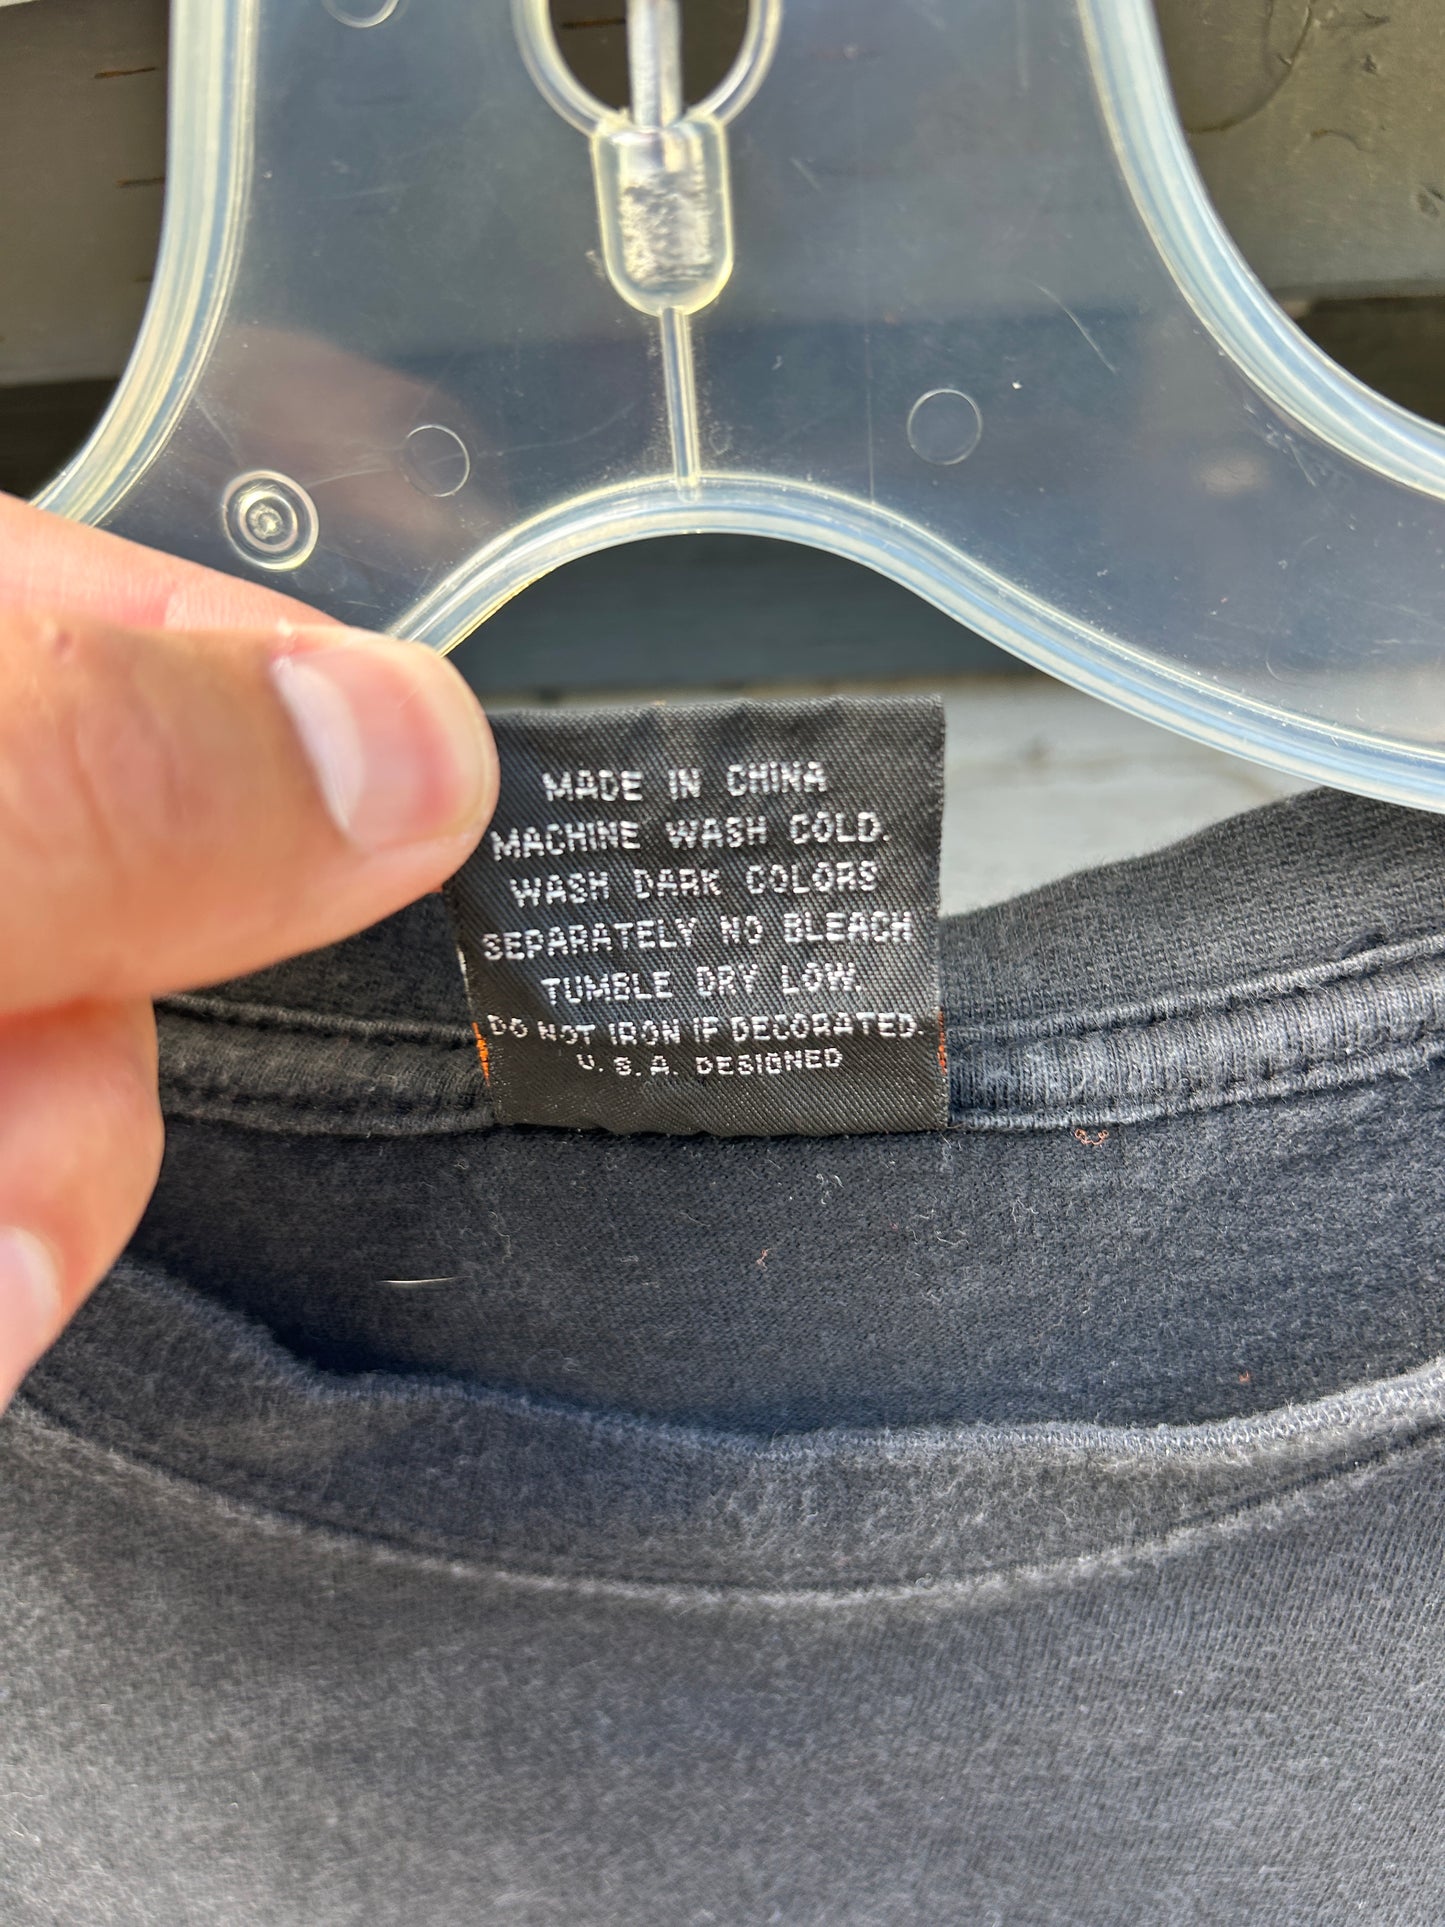 MADE IN CHINA
MACHINE WASH COLD.
WASH DARK COLORS
SEPARATELY NO BLEACH
TUMBLE DRY LOW.
DO NOT IRON IF DECORATED.
U.S.A. DESIGNED